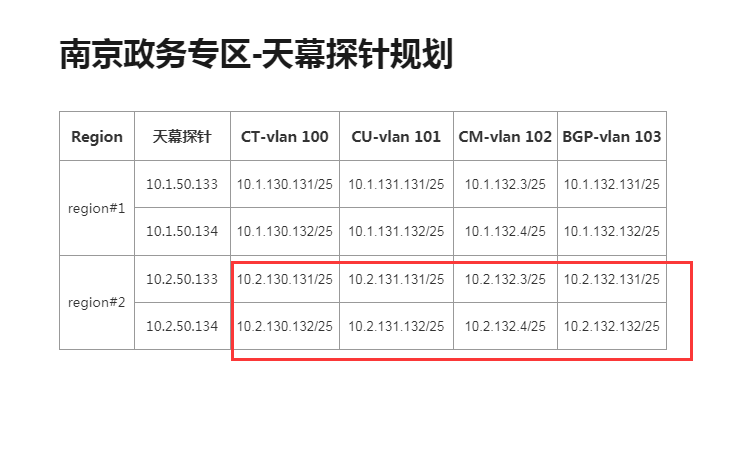 南京政务专区-天幕探针规划
Region 天幕探针 CT-vlan 100 CU-vlan 101 CM-vlan 102 BGP-vlan 103
region#1 10.1.50.133 10.1.130.131/25 10.1.131.131/25 10.1.132.3/25 10.1.132.131/25
10.1.50.134 10.1.130.132/25 10.1.131.132/25 10.1.132.4/25 10.1.132.132/25
region#2 10.2.50.133 10.2.130.131/25 10.2.131.131/25 10.2.132.3/25 10.2.132.131/25
10.2.50.134 10.2.130.132/25 10.2.131.132/25 10.2.132.4/25 10.2.132.132/25